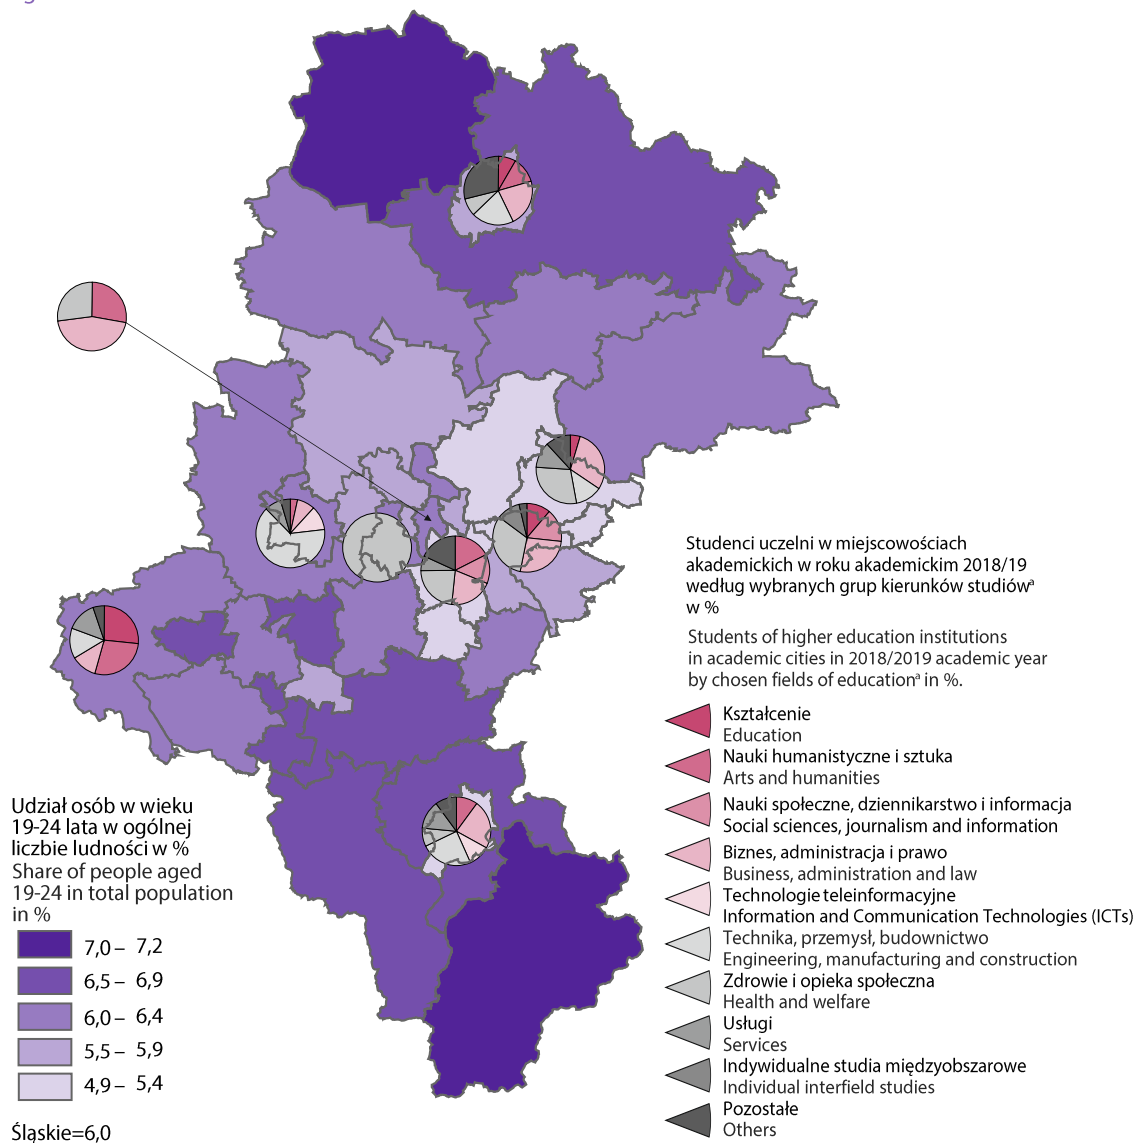 Studenci uczelni w miejscowościach
akademickich w roku akademickim 2018/19
według wybranych grup kierunków studiówᵃ
w %
Students of higher education institutions
in academic cities in 2018/2019 academic year
by chosen fields of educationᵃ in %.
Kształcenie
Education
Nauki humanistyczne i sztuka
Arts and humanities
Nauki społeczne, dziennikarstwo i informacja
Social sciences, journalism and information
Biznes, administracja i prawo
Business, administration and law
Technologie teleinformacyjne
Information and Communication Technologies (ICTs)
Technika, przemysł, budownictwo
Engineering, manufacturing and construction
Zdrowie i opieka społeczna
Health and welfare
Usługi
Services
Indywidualne studia międzyobszarowe
Individual interfield studies
Pozostałe
Others
Udział osób w wieku
19-24 lata w ogólnej
liczbie ludności w %
Share of people aged
19-24 in total population
in %
7,0 – 7,2
6,5 – 6,9
6,0 – 6,4
5,5 – 5,9
4,9 – 5,4
Śląskie=6,0